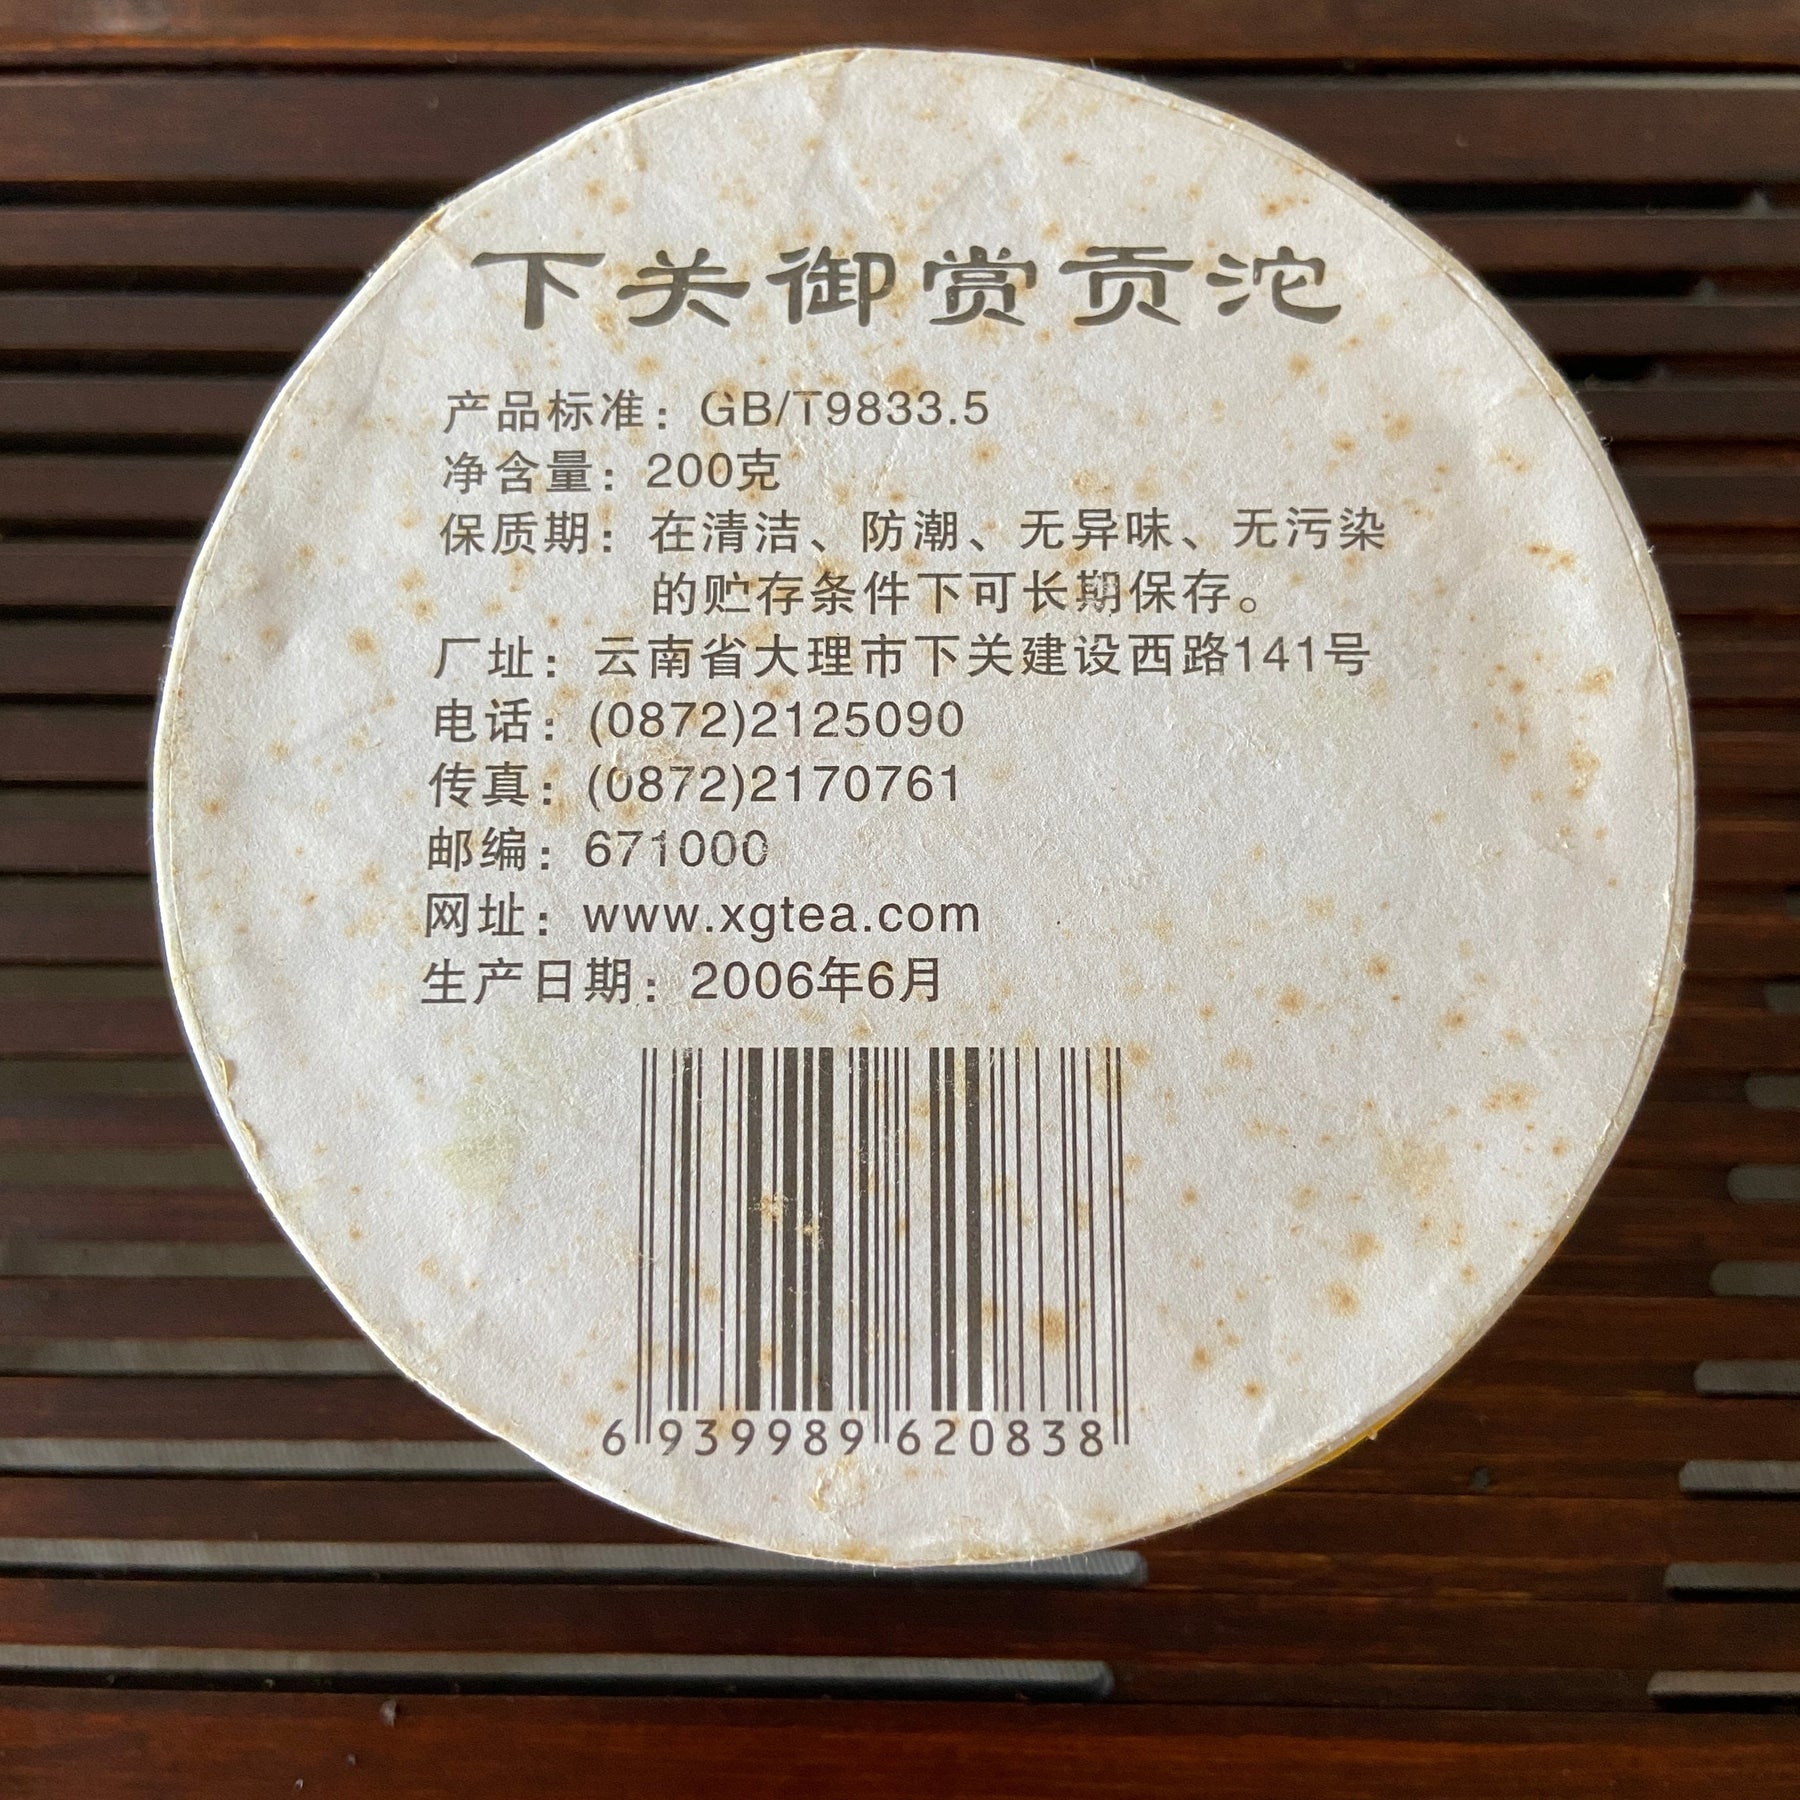 下关御赏贡沱
产品标准：GB/T9833.5
净含量：200克
保质期：在清洁、防潮、无异味、无污染
的贮存条件下可长期保存。
厂址：云南省大理市下关建设西路141号
电话：(0872)2125090
传真：(0872)2170761
邮编：671000
网址：www.xgtea.com
生产日期：2006年6月
6 939989 620838